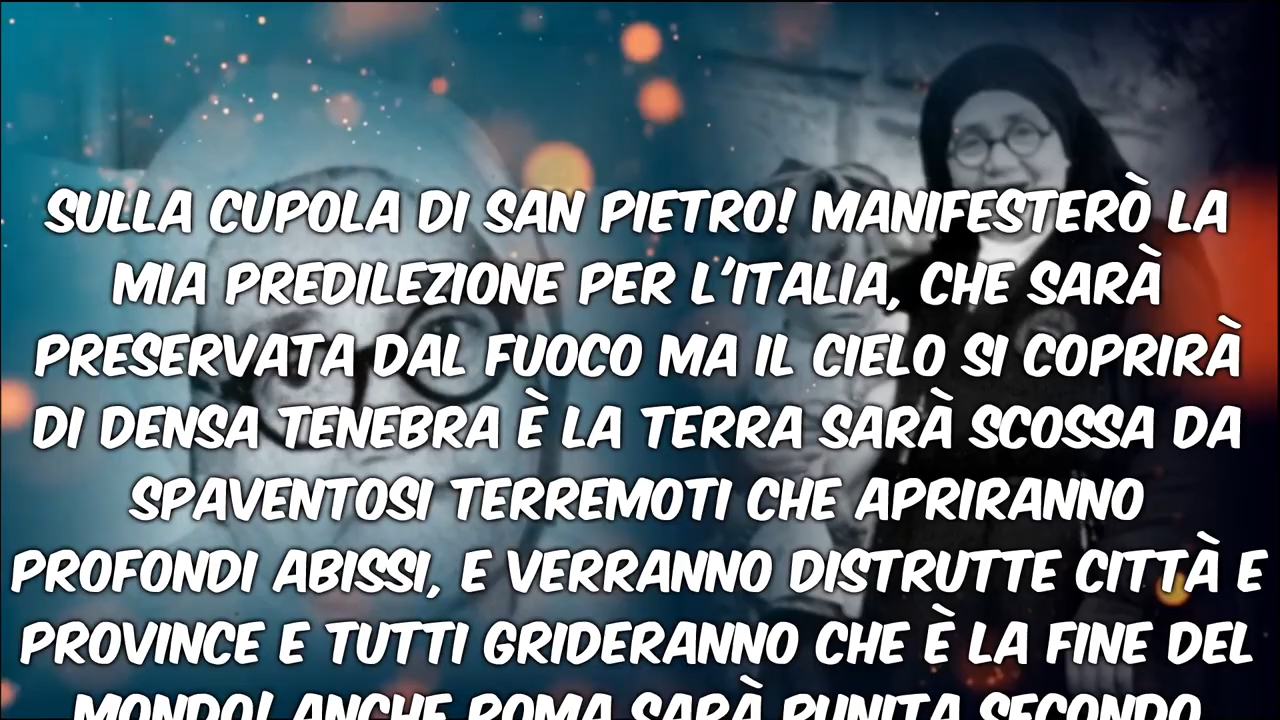 SULLA CUPOLA DI SAN PIETRO! MANIFESTERÒ LA
MIA PREDILEZIONE PER L'ITALIA, CHE SARÀ
PRESERVATA DAL FUOCO MA IL CIELO SI COPRIRÀ
DI DENSA TENEBRA È LA TERRA SARÀ SCOSSA DA
SPAVENTOSI TERREMOTI CHE APRIRANNO
PROFONDI ABISSI, E VERRANNO DISTRUTTE CITTÀ E
PROVINCE E TUTTI GRIDERANNO CHE È LA FINE DEL
MONDO! ANCHE ROMA SARÀ PUNITA SECONDO